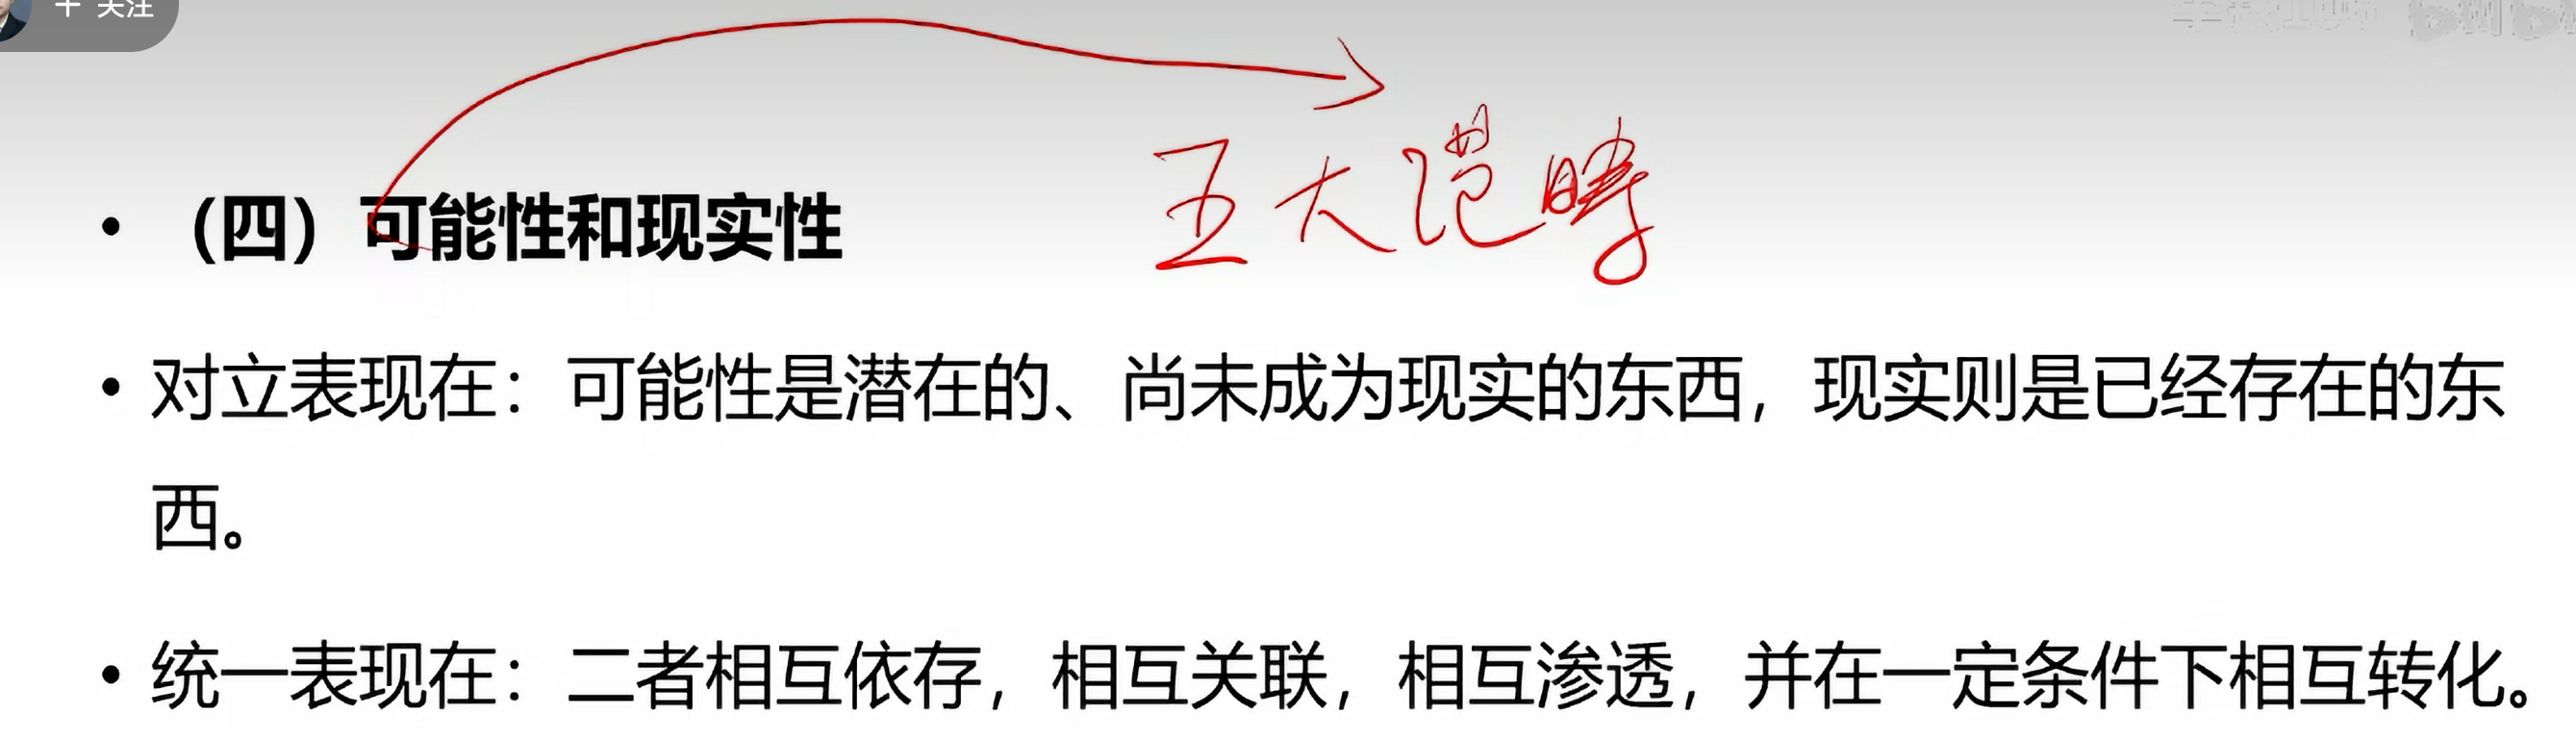 + 关注
五大范畴
• （四）可能性和现实性
• 对立表现在：可能性是潜在的、尚未成为现实的东西，现实则是已经存在的东
西。
• 统一表现在：二者相互依存，相互关联，相互渗透，并在一定条件下相互转化。